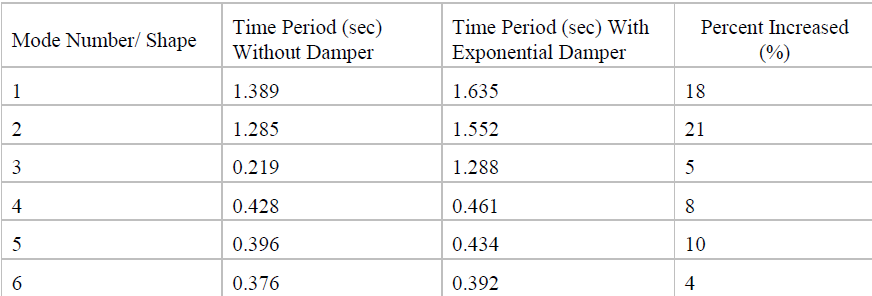 Mode Number/ Shape
Time Period (sec)
Without Damper
Time Period (sec) With
Exponential Damper
Percent Increased
(%)
1 1.389 1.635 18
2 1.285 1.552 21
3 0.219 1.288 5
4 0.428 0.461 8
5 0.396 0.434 10
6 0.376 0.392 4